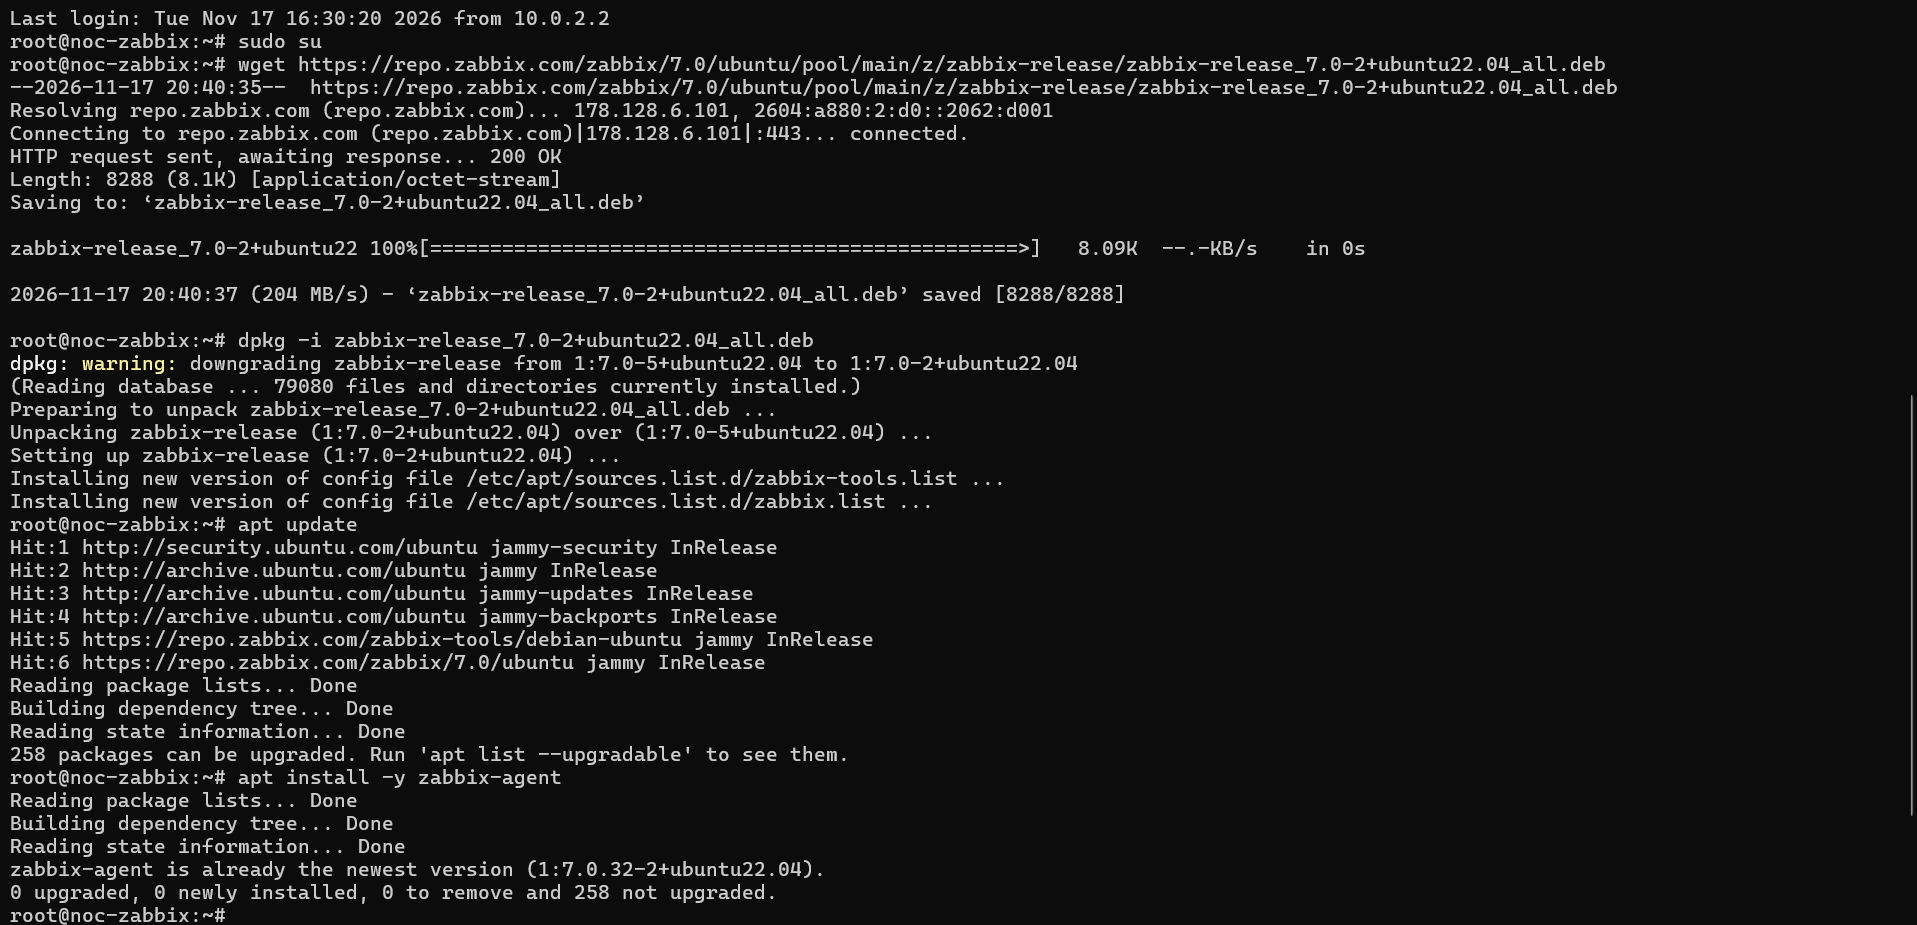 Last login: Tue Nov 17 16:30:20 2026 from 10.0.2.2
root@noc-zabbix:~# sudo su
root@noc-zabbix:~# wget https://repo.zabbix.com/zabbix/7.0/ubuntu/pool/main/z/zabbix-release/zabbix-release_7.0-2+ubuntu22.04_all.deb
--2026-11-17 20:40:35--  https://repo.zabbix.com/zabbix/7.0/ubuntu/pool/main/z/zabbix-release/zabbix-release_7.0-2+ubuntu22.04_all.deb
Resolving repo.zabbix.com (repo.zabbix.com)... 178.128.6.101, 2604:a880:2:d0::2062:d001
Connecting to repo.zabbix.com (repo.zabbix.com)|178.128.6.101|:443... connected.
HTTP request sent, awaiting response... 200 OK
Length: 8288 (8.1K) [application/octet-stream]
Saving to: ‘zabbix-release_7.0-2+ubuntu22.04_all.deb’
zabbix-release_7.0-2+ubuntu22 100%[=================================================>]   8.09K  --.-KB/s    in 0s
2026-11-17 20:40:37 (204 MB/s) - ‘zabbix-release_7.0-2+ubuntu22.04_all.deb’ saved [8288/8288]
root@noc-zabbix:~# dpkg -i zabbix-release_7.0-2+ubuntu22.04_all.deb
dpkg: warning: downgrading zabbix-release from 1:7.0-5+ubuntu22.04 to 1:7.0-2+ubuntu22.04
(Reading database ... 79080 files and directories currently installed.)
Preparing to unpack zabbix-release_7.0-2+ubuntu22.04_all.deb ...
Unpacking zabbix-release (1:7.0-2+ubuntu22.04) over (1:7.0-5+ubuntu22.04) ...
Setting up zabbix-release (1:7.0-2+ubuntu22.04) ...
Installing new version of config file /etc/apt/sources.list.d/zabbix-tools.list ...
Installing new version of config file /etc/apt/sources.list.d/zabbix.list ...
root@noc-zabbix:~# apt update
Hit:1 http://security.ubuntu.com/ubuntu jammy-security InRelease
Hit:2 http://archive.ubuntu.com/ubuntu jammy InRelease
Hit:3 http://archive.ubuntu.com/ubuntu jammy-updates InRelease
Hit:4 http://archive.ubuntu.com/ubuntu jammy-backports InRelease
Hit:5 https://repo.zabbix.com/zabbix-tools/debian-ubuntu jammy InRelease
Hit:6 https://repo.zabbix.com/zabbix/7.0/ubuntu jammy InRelease
Reading package lists... Done
Building dependency tree... Done
Reading state information... Done
258 packages can be upgraded. Run 'apt list --upgradable' to see them.
root@noc-zabbix:~# apt install -y zabbix-agent
Reading package lists... Done
Building dependency tree... Done
Reading state information... Done
zabbix-agent is already the newest version (1:7.0.32-2+ubuntu22.04).
0 upgraded, 0 newly installed, 0 to remove and 258 not upgraded.
root@noc-zabbix:~#